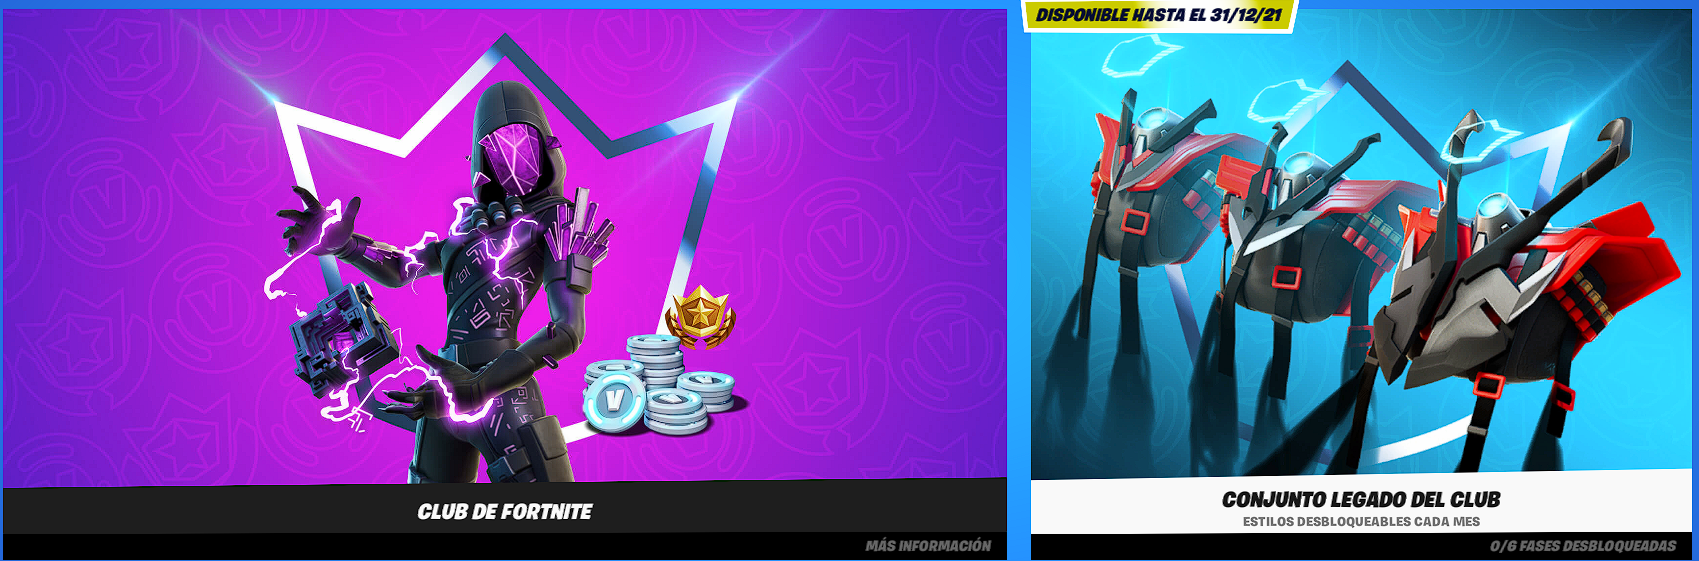 CLUB DE FORTNITE
MÁS INFORMACIÓN
DISPONIBLE HASTA EL 31/12/21
CONJUNTO LEGADO DEL CLUB
ESTILOS DESBLOQUEABLES CADA MES
0/6 FASES DESBLOQUEADAS